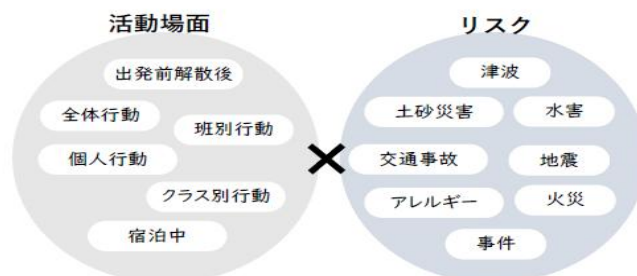 活動場面
出発前解散後
全体行動
班別行動
個人行動
クラス別行動
宿泊中
×
リスク
津波
土砂災害
水害
交通事故
地震
アレルギー
火災
事件